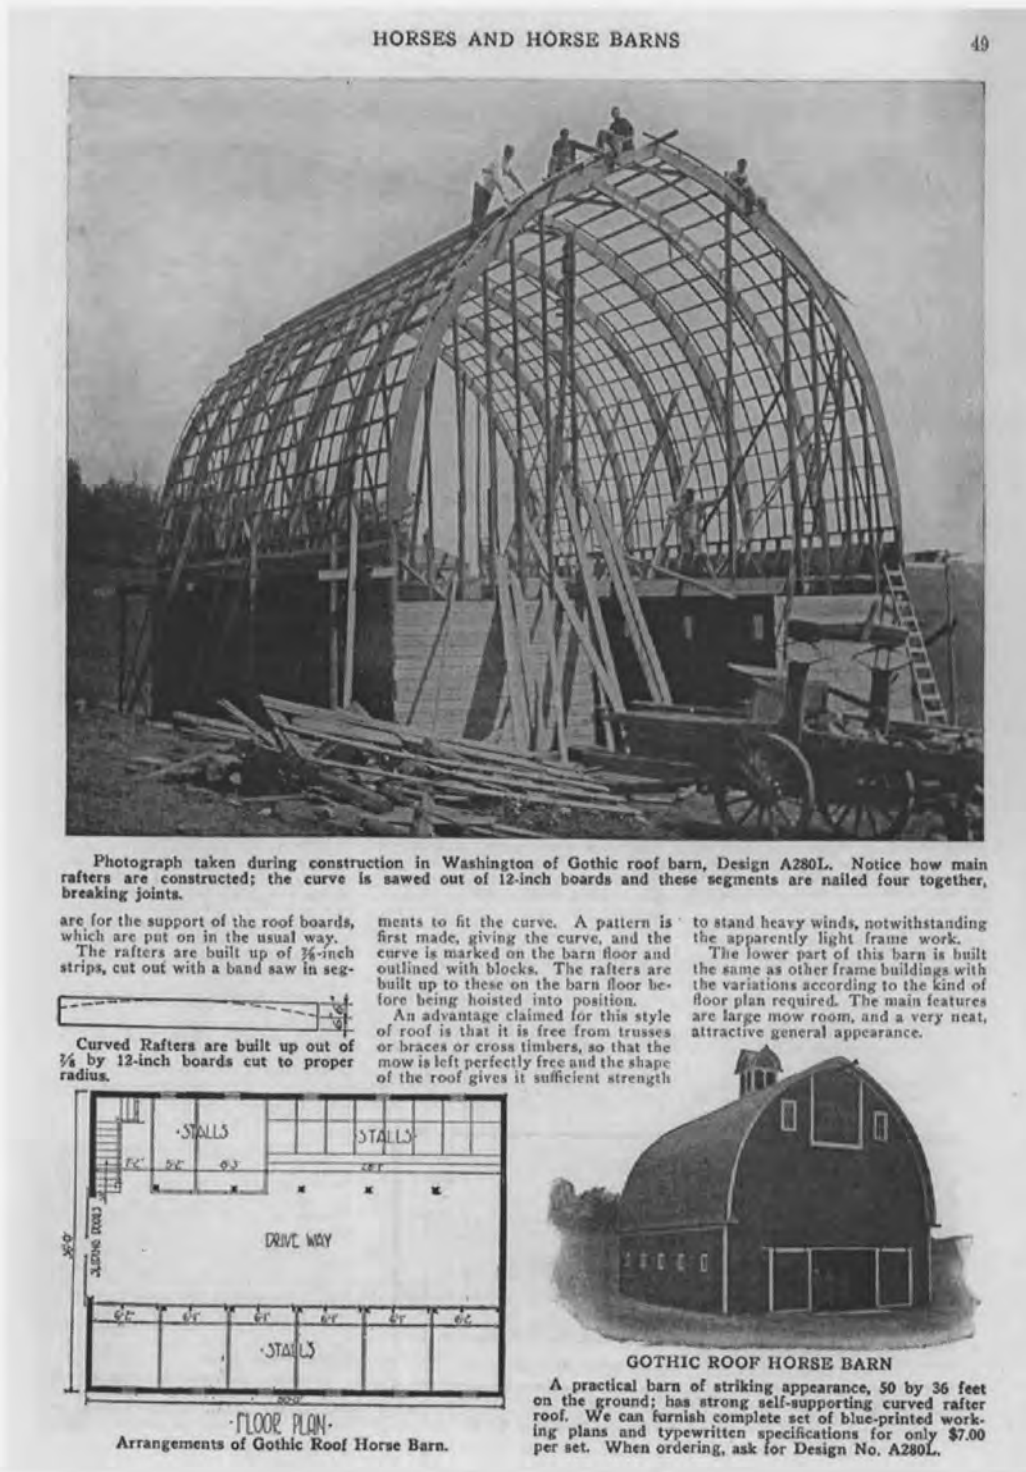 HORSES AND HORSE BARNS
49
Photograph taken during construction in Washington of Gothic roof barn, Design A280L. Notice how main
rafters are constructed; the curve is sawed out of 12-inch boards and these segments are nailed four together,
breaking joints.
are for the support of the roof boards,
which are put on in the usual way.
The rafters are built up of ⅞-inch
strips, cut out with a band saw in seg-
Curved Rafters are built up out of
⅞ by 12-inch boards cut to proper
radius.
ments to fit the curve. A pattern is
first made, giving the curve, and the
curve is marked on the barn floor and
outlined with blocks. The rafters are
built up to these on the barn floor be-
fore being hoisted into position.
An advantage claimed for this style
of roof is that it is free from trusses
or braces or cross timbers, so that the
mow is left perfectly free and the shape
of the roof gives it sufficient strength
to stand heavy winds, notwithstanding
the apparently light frame work.
The lower part of this barn is built
the same as other frame buildings with
the variations according to the kind of
floor plan required. The main features
are large mow room, and a very neat,
attractive general appearance.
·STALLS
STALLS·
DRIVE WAY
SLIDING DOORS
36'-0"
·STALLS
50'-0"
·FLOOR PLAN·
Arrangements of Gothic Roof Horse Barn.
GOTHIC ROOF HORSE BARN
A practical barn of striking appearance, 50 by 36 feet
on the ground; has strong self-supporting curved rafter
roof. We can furnish complete set of blue-printed work-
ing plans and typewritten specifications for only $7.00
per set. When ordering, ask for Design No. A280L.